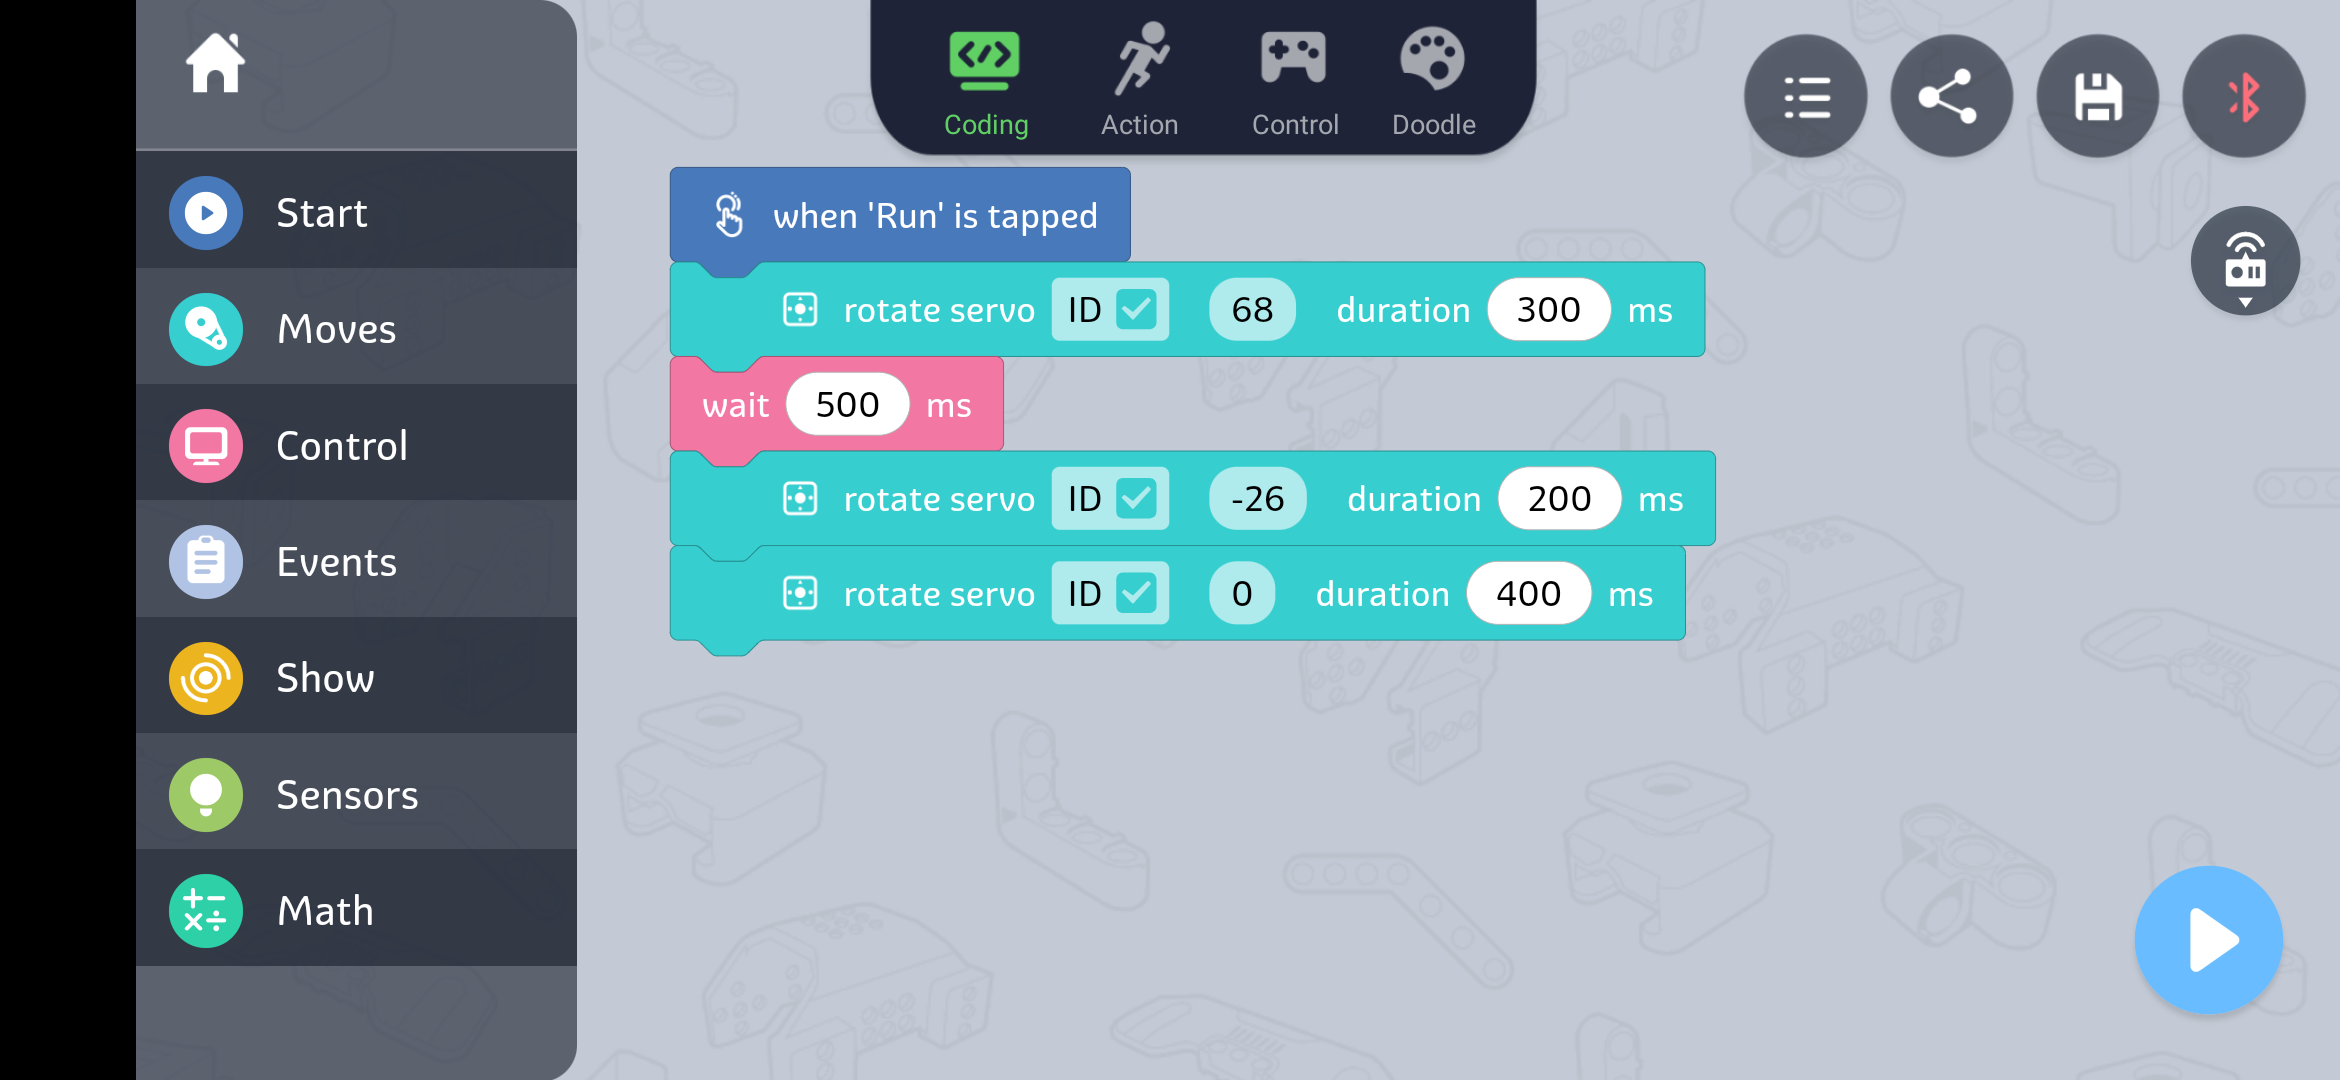 Coding Action Control Doodle
Start
Moves
Control
Events
Show
Sensors
Math
when 'Run' is tapped
rotate servo ID 68 duration 300 ms
wait 500 ms
rotate servo ID -26 duration 200 ms
rotate servo ID 0 duration 400 ms